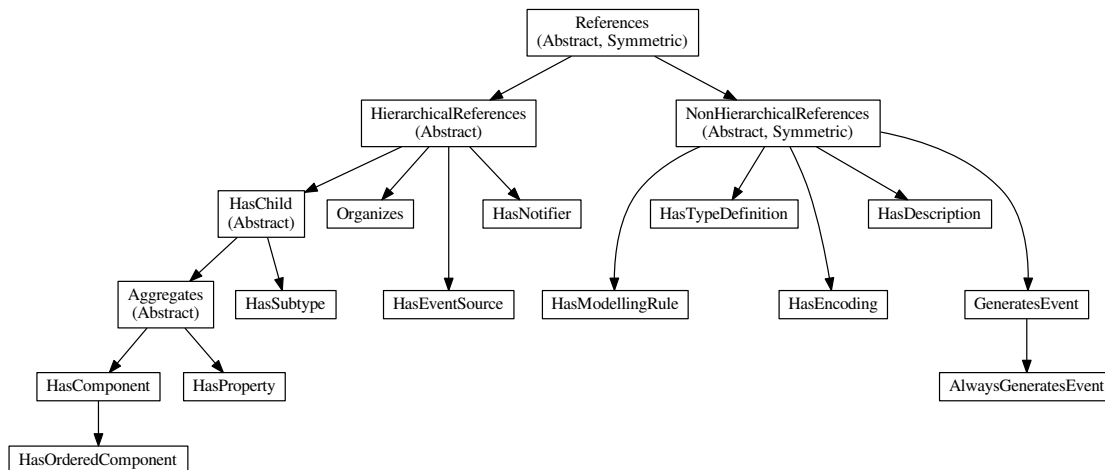 References
(Abstract, Symmetric)
HierarchicalReferences
(Abstract)
NonHierarchicalReferences
(Abstract, Symmetric)
HasChild
(Abstract)
Organizes
HasNotifier
HasTypeDefinition
HasDescription
Aggregates
(Abstract)
HasSubtype
HasEventSource
HasModellingRule
HasEncoding
GeneratesEvent
HasComponent
HasProperty
AlwaysGeneratesEvent
HasOrderedComponent